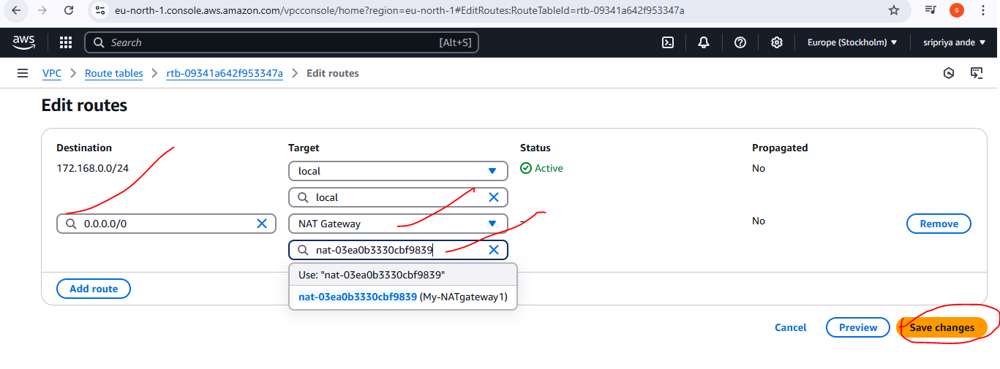 eu-north-1.console.aws.amazon.com/vpcconsole/home?region=eu-north-1#EditRoutes:RouteTableId=rtb-09341a642f953347a
s
aws
Search [Alt+S]
Europe (Stockholm)
sripriya ande
VPC > Route tables > rtb-09341a642f953347a > Edit routes
Edit routes
Destination Target Status Propagated
172.168.0.0/24 local Active No
local
0.0.0.0/0 NAT Gateway – No Remove
nat-03ea0b3330cbf9839
Use: "nat-03ea0b3330cbf9839"
Add route
nat-03ea0b3330cbf9839 (My-NATgateway1)
Cancel Preview Save changes